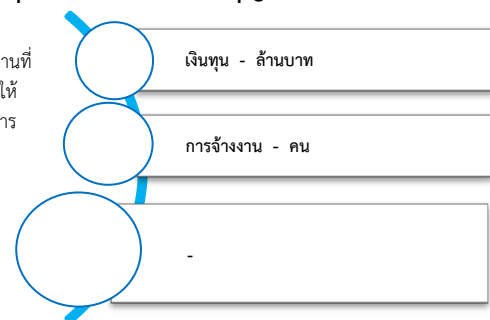 านที่
เงินทุน - ล้านบาท
ให้
าร
การจ้างงาน - คน
-